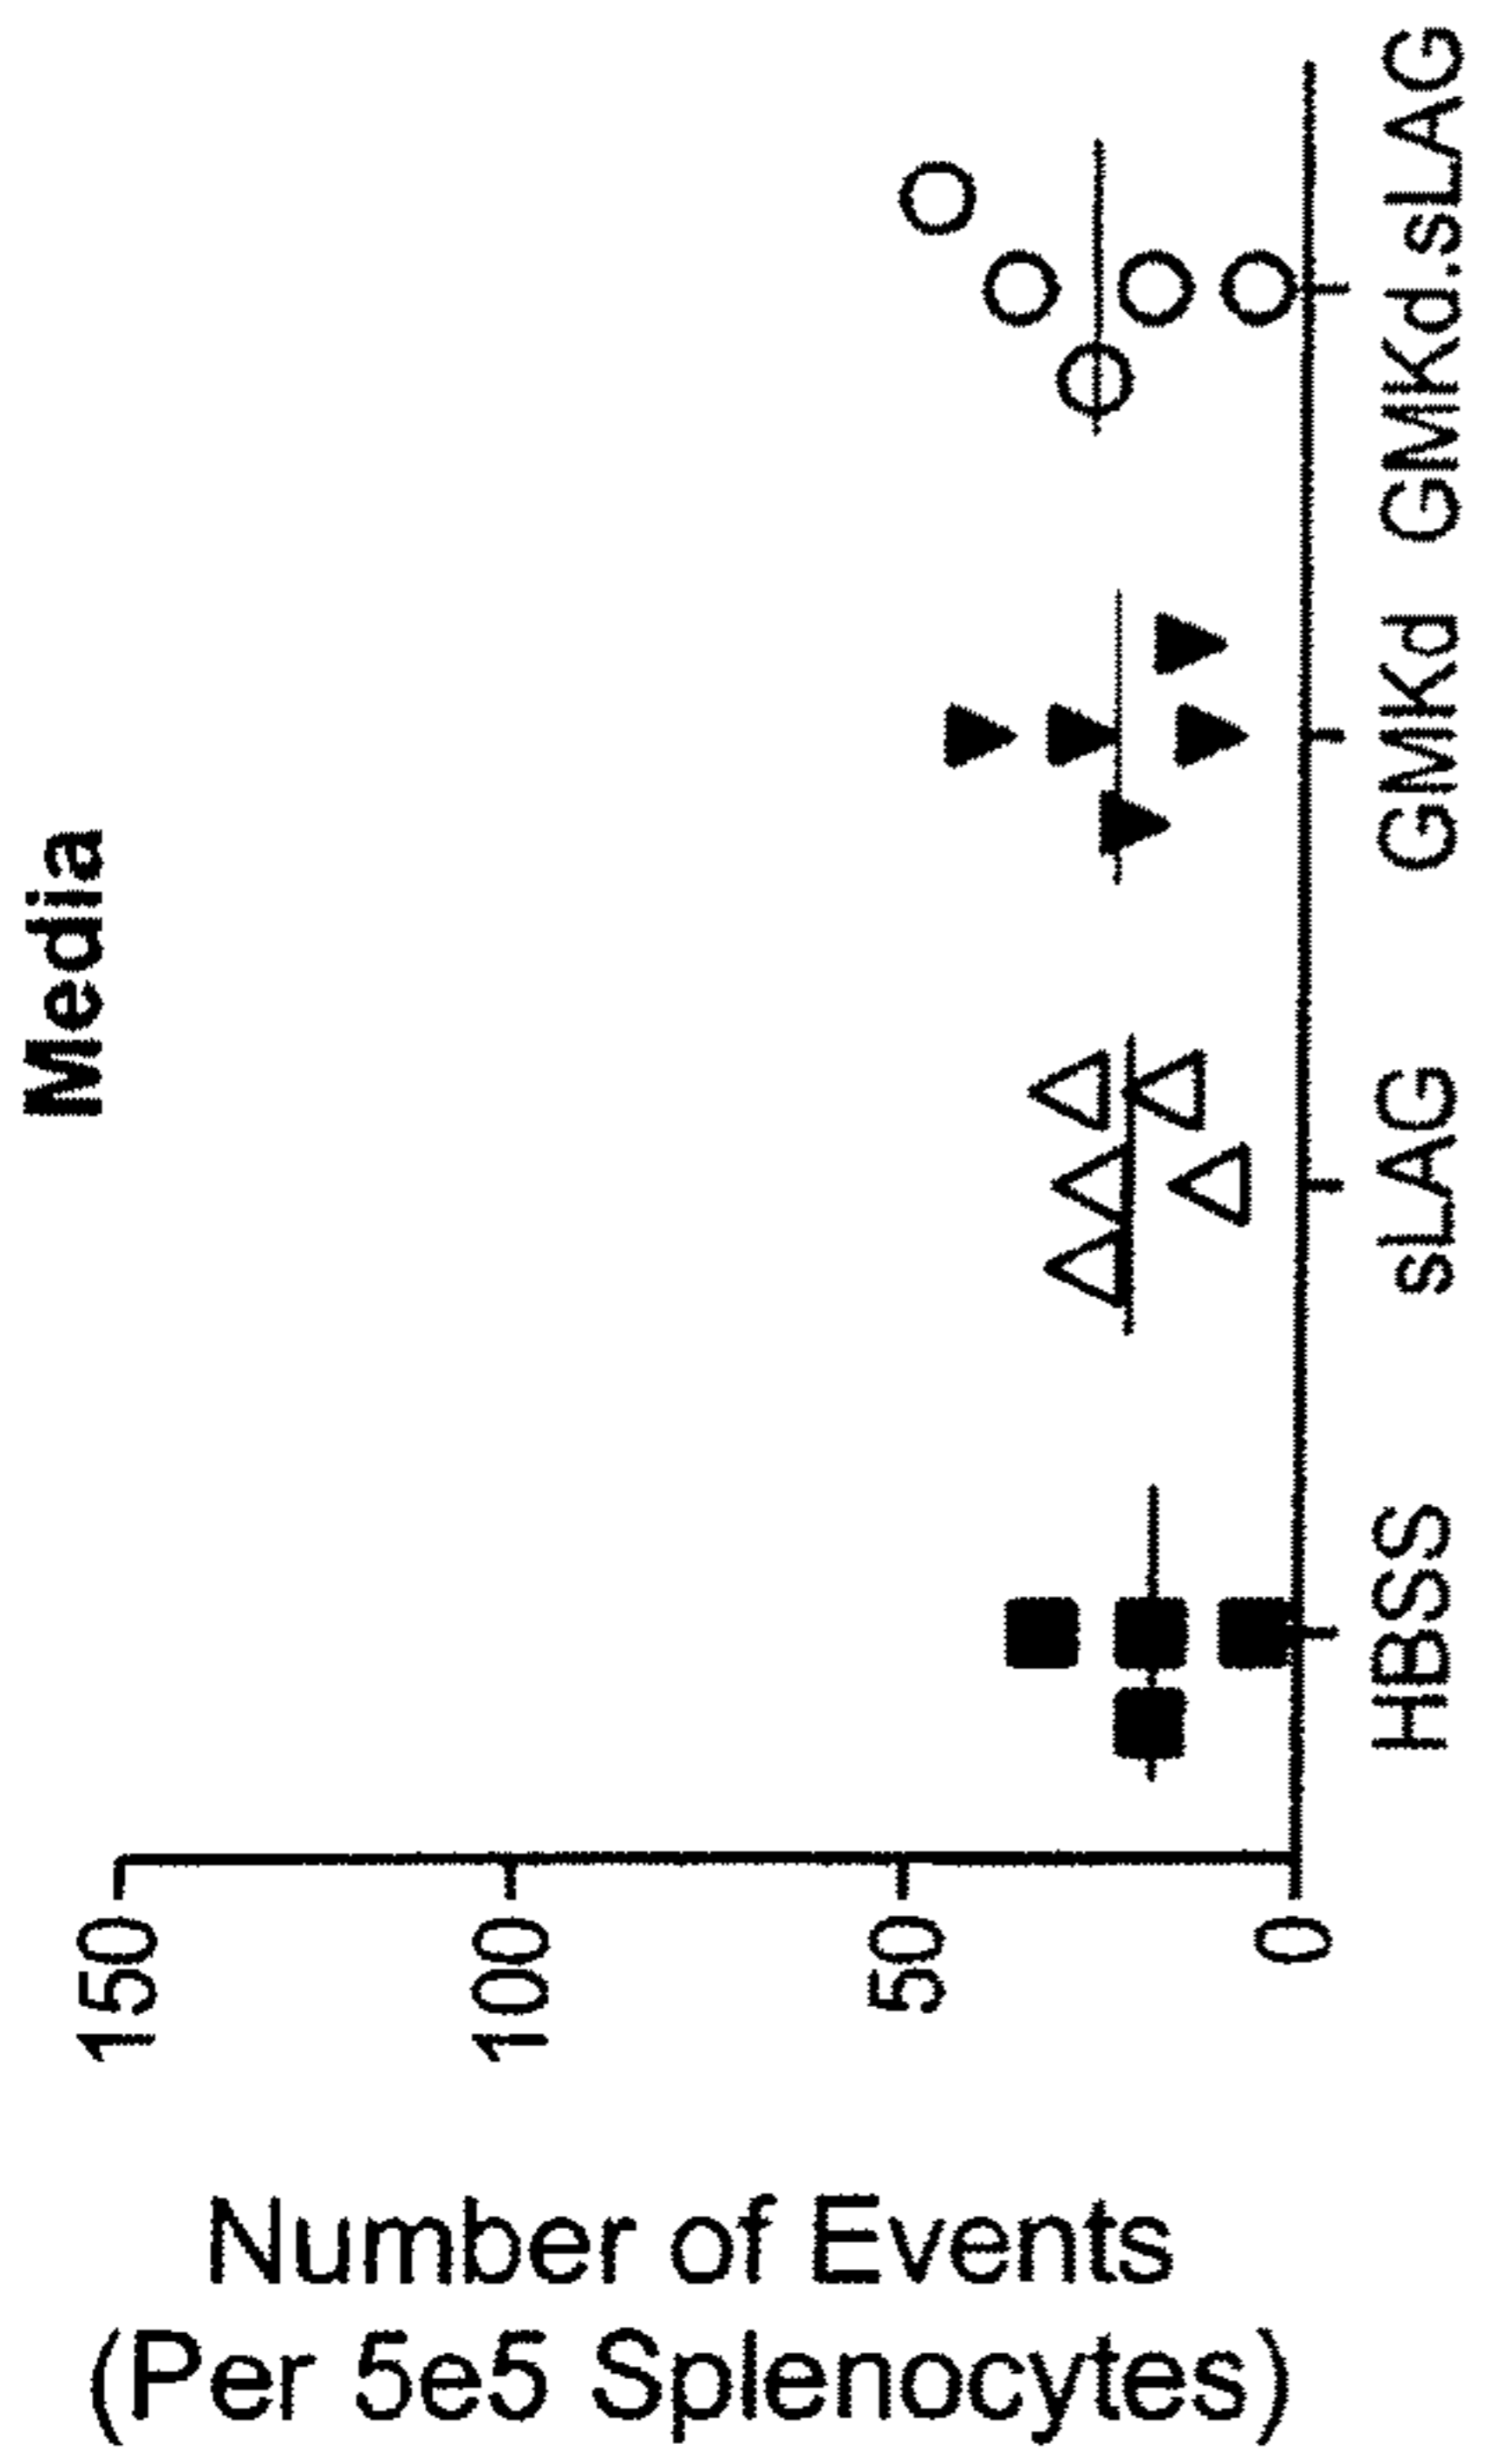 Media
Number of Events
(Per 5e5 Splenocytes)
150
100
50
0
HBSS
sLAG
GMKd
GMKd.sLAG